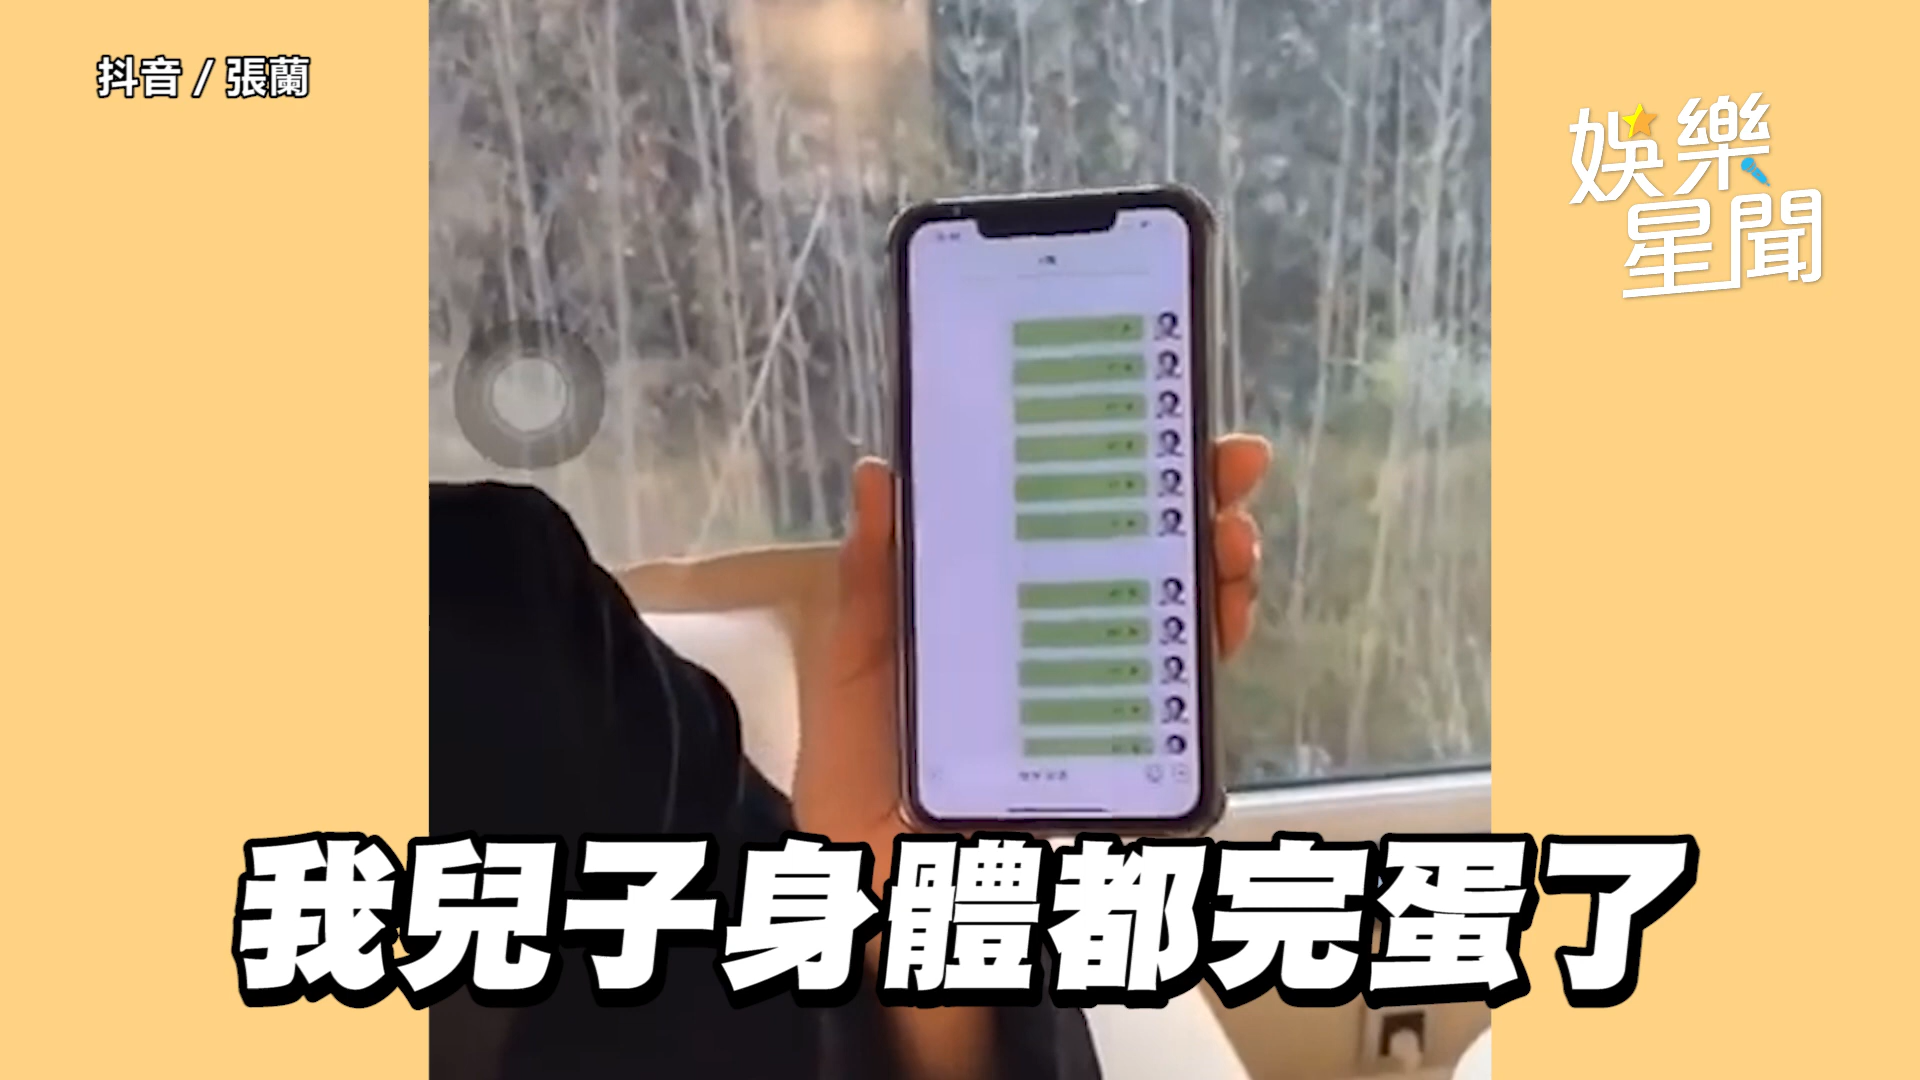 抖音 / 張蘭
娛樂
星聞
我兒子身體都完蛋了